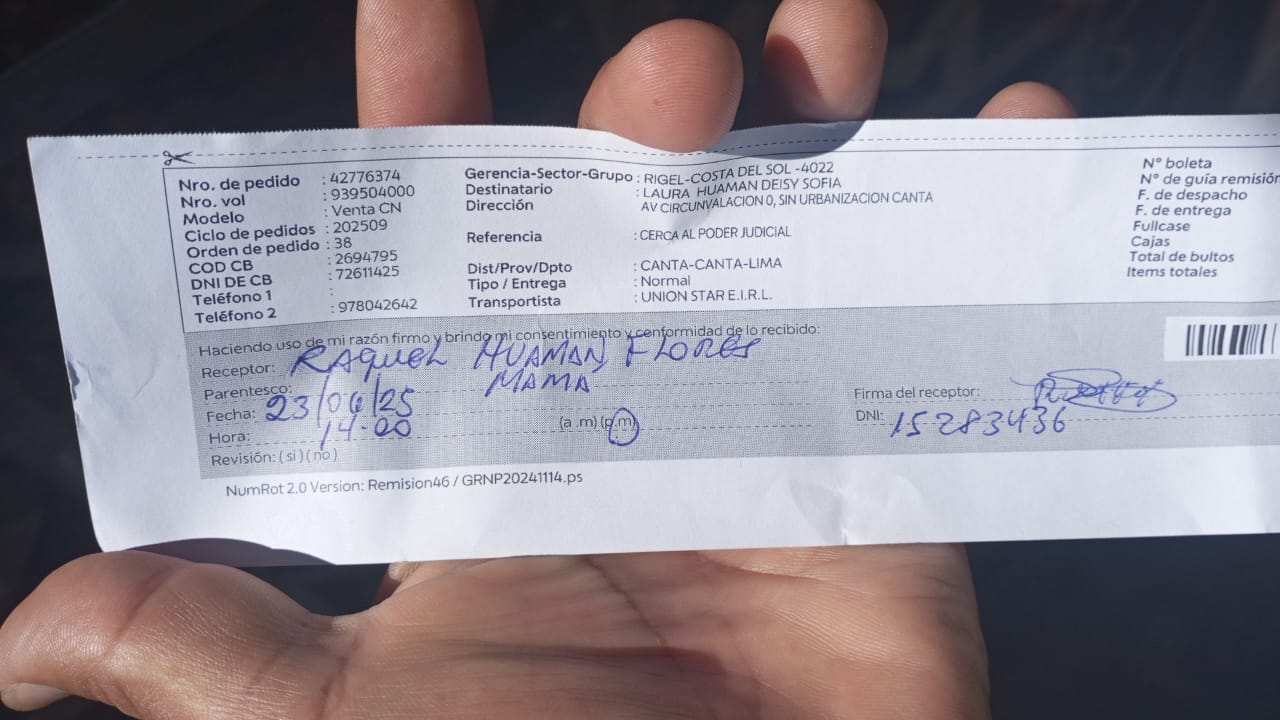 Nro. de pedido : 42776374
Nro. vol : 939504000
Modelo : Venta CN
Ciclo de pedidos : 202509
Orden de pedido : 38
COD CB : 2694795
DNI DE CB : 72611425
Teléfono 1 :
Teléfono 2 : 978042642
Gerencia-Sector-Grupo : RIGEL-COSTA DEL SOL -4022
Destinatario : LAURA HUAMAN DEISY SOFIA
Dirección AV CIRCUNVALACION 0, SIN URBANIZACION CANTA
Referencia : CERCA AL PODER JUDICIAL
Dist/Prov/Dpto : CANTA-CANTA-LIMA
Tipo / Entrega : Normal
Transportista : UNION STAR E.I.R.L.
N° boleta
N° de guía remisión
F. de despacho
F. de entrega
Fullcase
Cajas
Total de bultos
Items totales
Haciendo uso de mi razón firmo y brindo mi consentimiento y conformidad de lo recibido:
Receptor: RAQUEL HUAMAN FLORES
Parentesco: MAMA
Fecha: 23/04/25
Hora: 14 00 (a .m) (p.m)
Revisión: ( si ) ( no )
Firma del receptor:
DNI: 15283436
NumRot 2.0 Version: Remision46 / GRNP20241114.ps